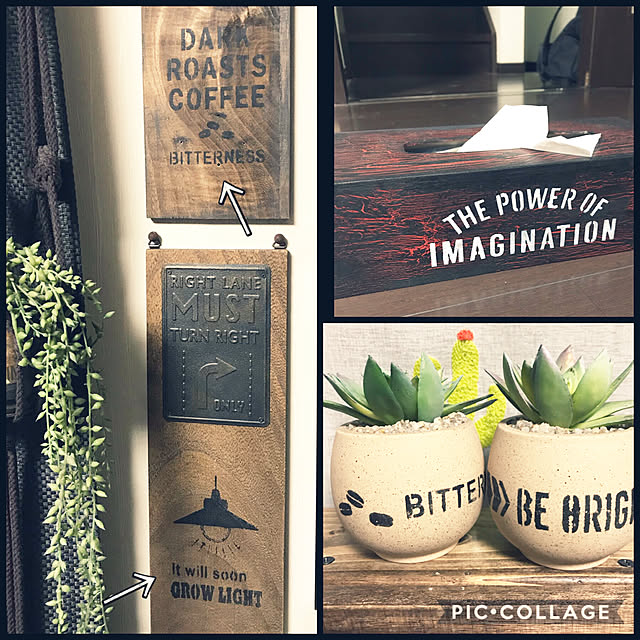 DARK
ROASTS
COFFEE
BITTERNESS
RIGHT LANE
MUST
TURN RIGHT
ONLY
It will soon
GROW LIGHT
THE POWER OF
IMAGINATION
BITTER
BE BRIG
PIC•COLLAGE